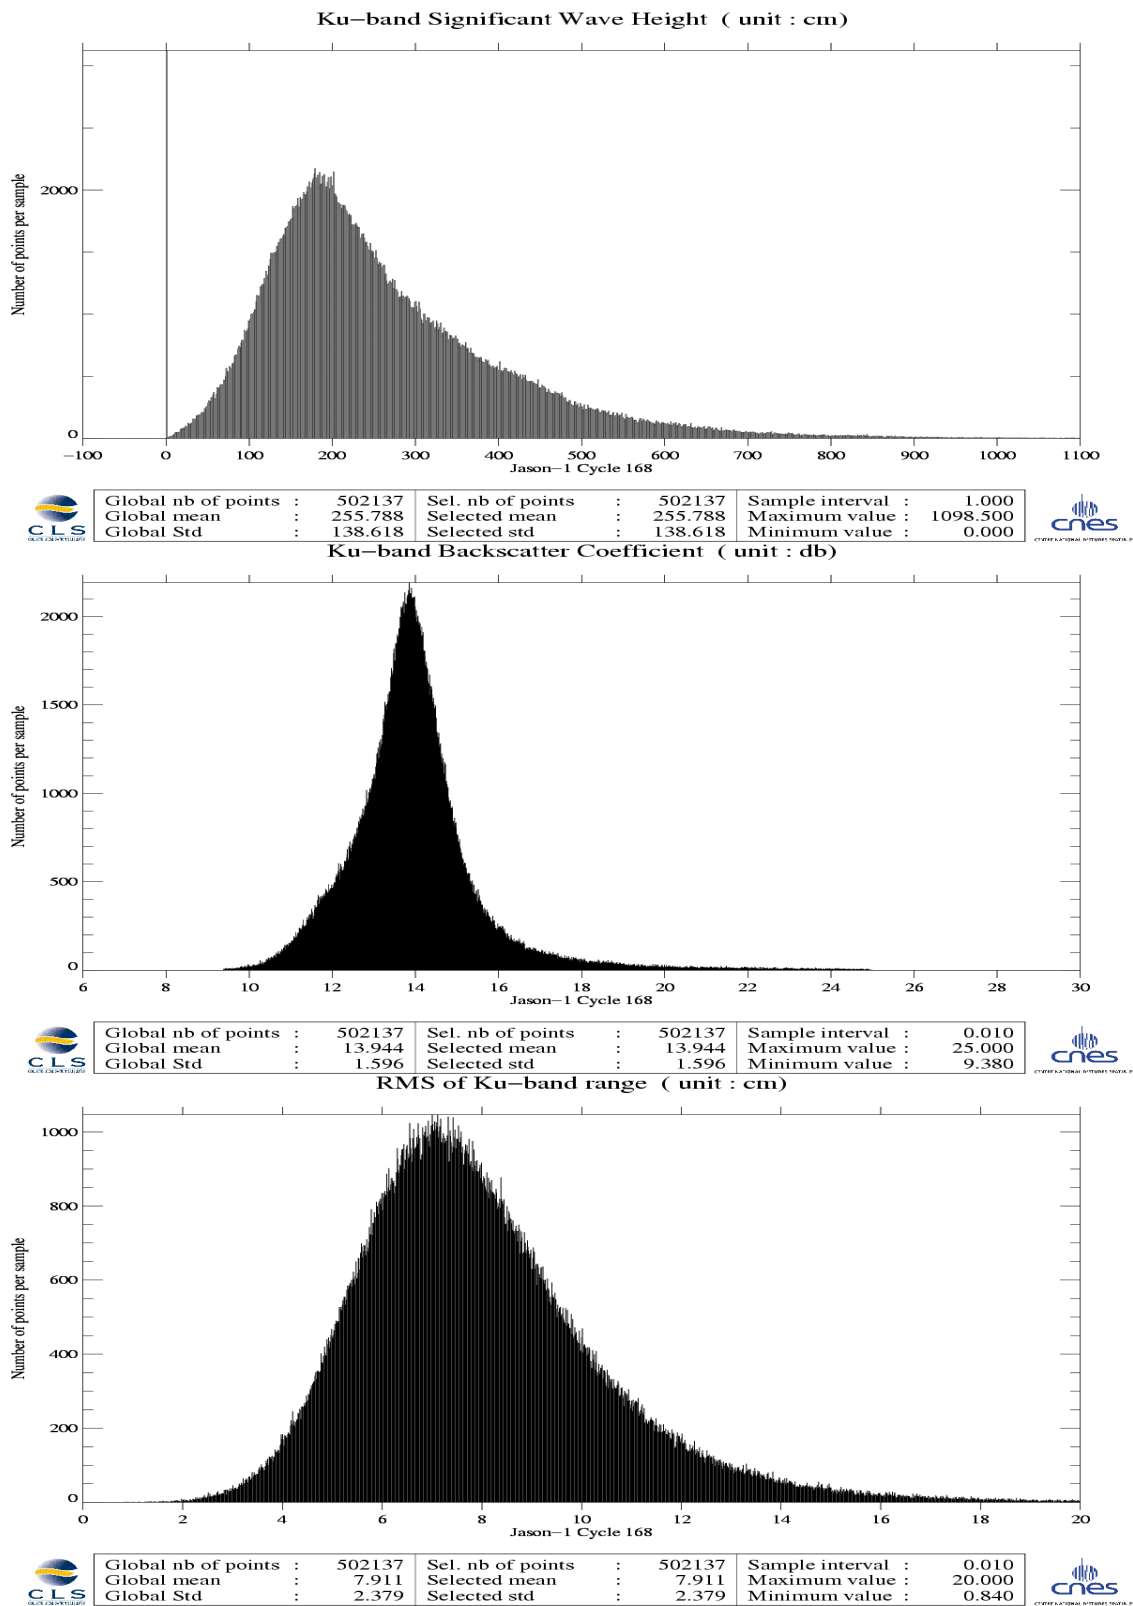 Ku−band Significant Wave Height ( unit : cm)
Number of points per sample
2000
0
−100 0 100 200 300 400 500 600 700 800 900 1000 1100
Jason−1 Cycle 168
CLS
Global nb of points : 502137 Sel. nb of points : 502137 Sample interval : 1.000
Global mean : 255.788 Selected mean : 255.788 Maximum value : 1098.500
Global Std : 138.618 Selected std : 138.618 Minimum value : 0.000
cnes
Ku−band Backscatter Coefficient ( unit : db)
Number of points per sample
2000
1500
1000
500
0
6 8 10 12 14 16 18 20 22 24 26 28 30
Jason−1 Cycle 168
CLS
Global nb of points : 502137 Sel. nb of points : 502137 Sample interval : 0.010
Global mean : 13.944 Selected mean : 13.944 Maximum value : 25.000
Global Std : 1.596 Selected std : 1.596 Minimum value : 9.380
cnes
RMS of Ku−band range ( unit : cm)
Number of points per sample
1000
800
600
400
200
0
0 2 4 6 8 10 12 14 16 18 20
Jason−1 Cycle 168
CLS
Global nb of points : 502137 Sel. nb of points : 502137 Sample interval : 0.010
Global mean : 7.911 Selected mean : 7.911 Maximum value : 20.000
Global Std : 2.379 Selected std : 2.379 Minimum value : 0.840
cnes